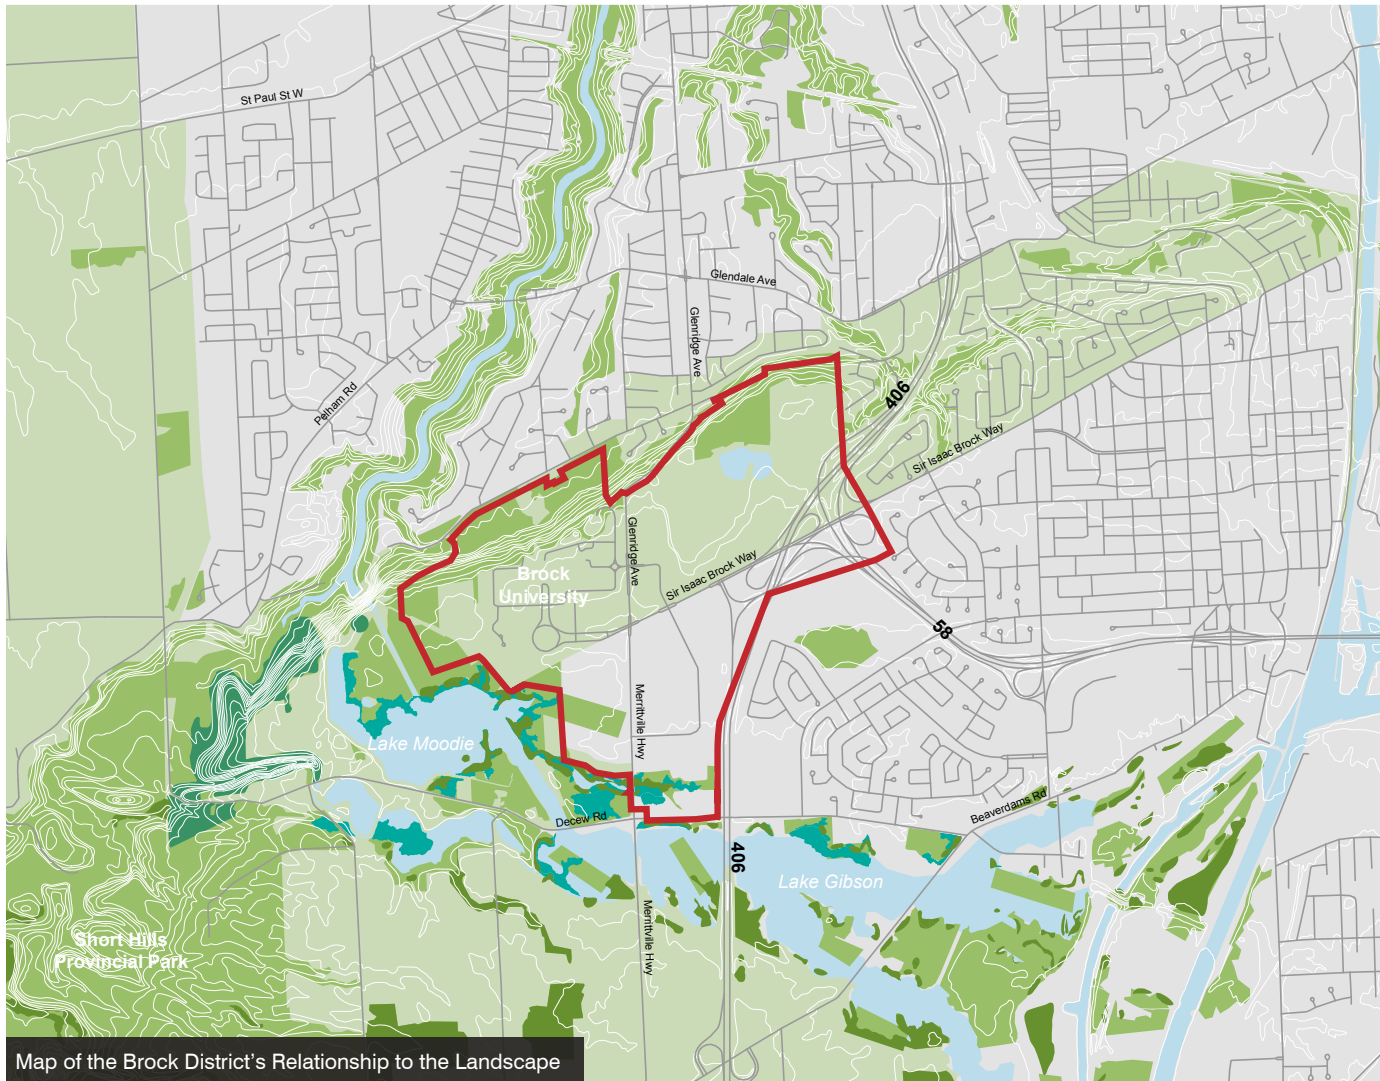 St Paul St W
Glendale Ave
Glenridge Ave
Pelham Rd
406
Sir Isaac Brock Way
Glenridge Ave
Sir Isaac Brock Way
Brock
University
58
Merrittville Hwy
Lake Moodie
Beaverdams Rd
Decew Rd
406
Lake Gibson
Merrittville Hwy
Short Hills
Provincial Park
Map of the Brock District’s Relationship to the Landscape